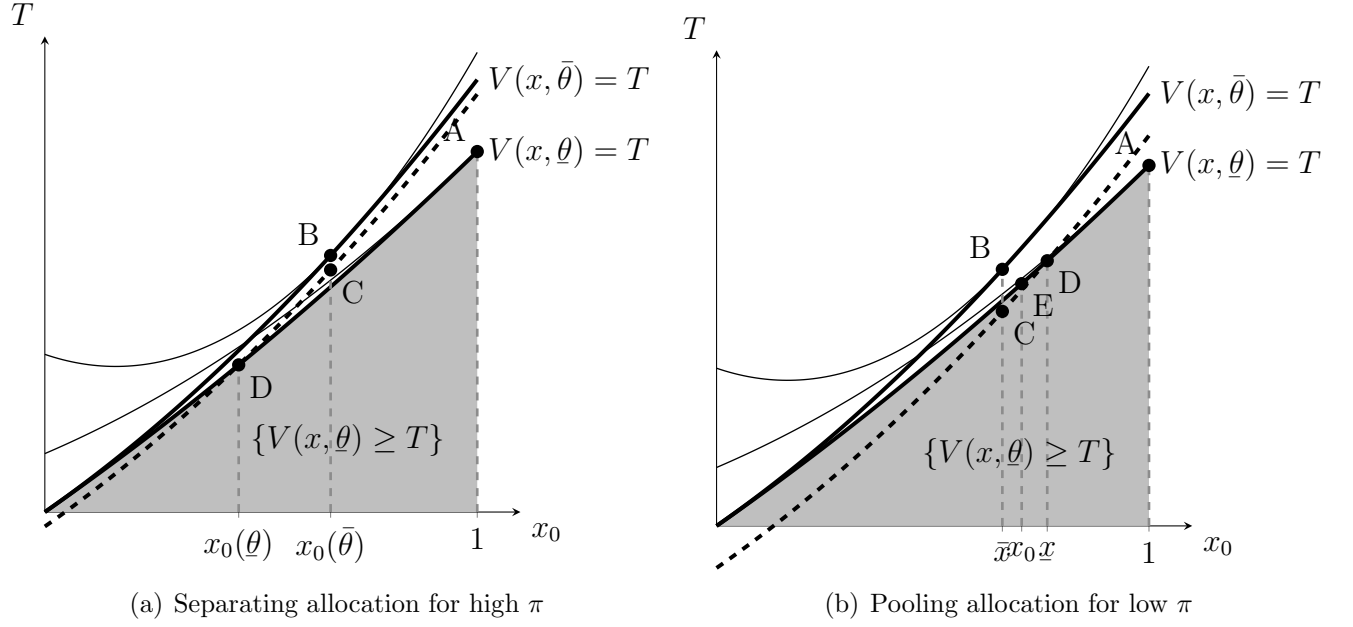 T
V(x, θ̄) = T
A
V(x, θ̲) = T
B
C
D
{V(x, θ̲) ≥ T}
x₀(θ̲)
x₀(θ̄)
1
x₀
(a) Separating allocation for high π
T
V(x, θ̄) = T
A
V(x, θ̲) = T
B
D
E
C
{V(x, θ̲) ≥ T}
x̄
x₀
x̲
1
x₀
(b) Pooling allocation for low π